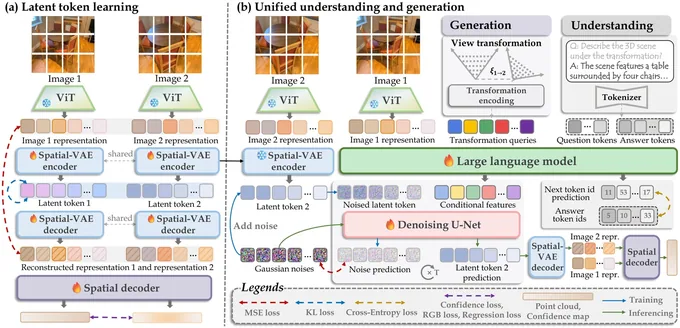 (a) Latent token learning
Image 1
Image 2
ViT
ViT
Image 1 representation
Image 2 representation
Spatial-VAE encoder
shared
Spatial-VAE encoder
Latent token 1
Latent token 2
Spatial-VAE decoder
shared
Spatial-VAE decoder
Reconstructed representation 1 and representation 2
Spatial decoder
(b) Unified understanding and generation
Image 2
Image 1
ViT
ViT
Image 2 representation
Image 1 representation
Generation
View transformation
ξ1→2
Transformation encoding
Transformation queries
Understanding
Q: Describe the 3D scene
under the transformation?
A: The scene features a table
surrounded by four chairs...
Tokenizer
Question tokens
Answer tokens
Spatial-VAE encoder
Large language model
Latent token 2
Noised latent token
Conditional features
Next token id prediction
11
53
17
Answer token ids
5
10
33
Add noise
Denoising U-Net
Gaussian noises
Noise prediction
×T
Latent token 2 prediction
Spatial-VAE decoder
Image 2 repr.
Image 1 repr.
Spatial decoder
Legends
MSE loss
KL loss
Cross-Entropy loss
Confidence loss,
RGB loss, Regression loss
Point cloud,
Confidence map
Training
Inferencing